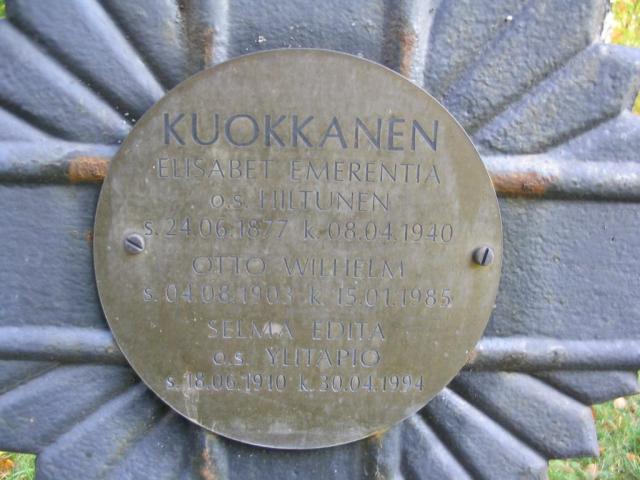 KUOKKANEN
ELISABET EMERENTIA
o.s. HILTUNEN
s. 24.06.1877 k. 08.04.1940
OTTO WILHELM
s. 04.08.1903 k. 15.01.1985
SELMA EDITA
o.s. YLITAPIO
s. 18.06.1910 k. 30.04.1994